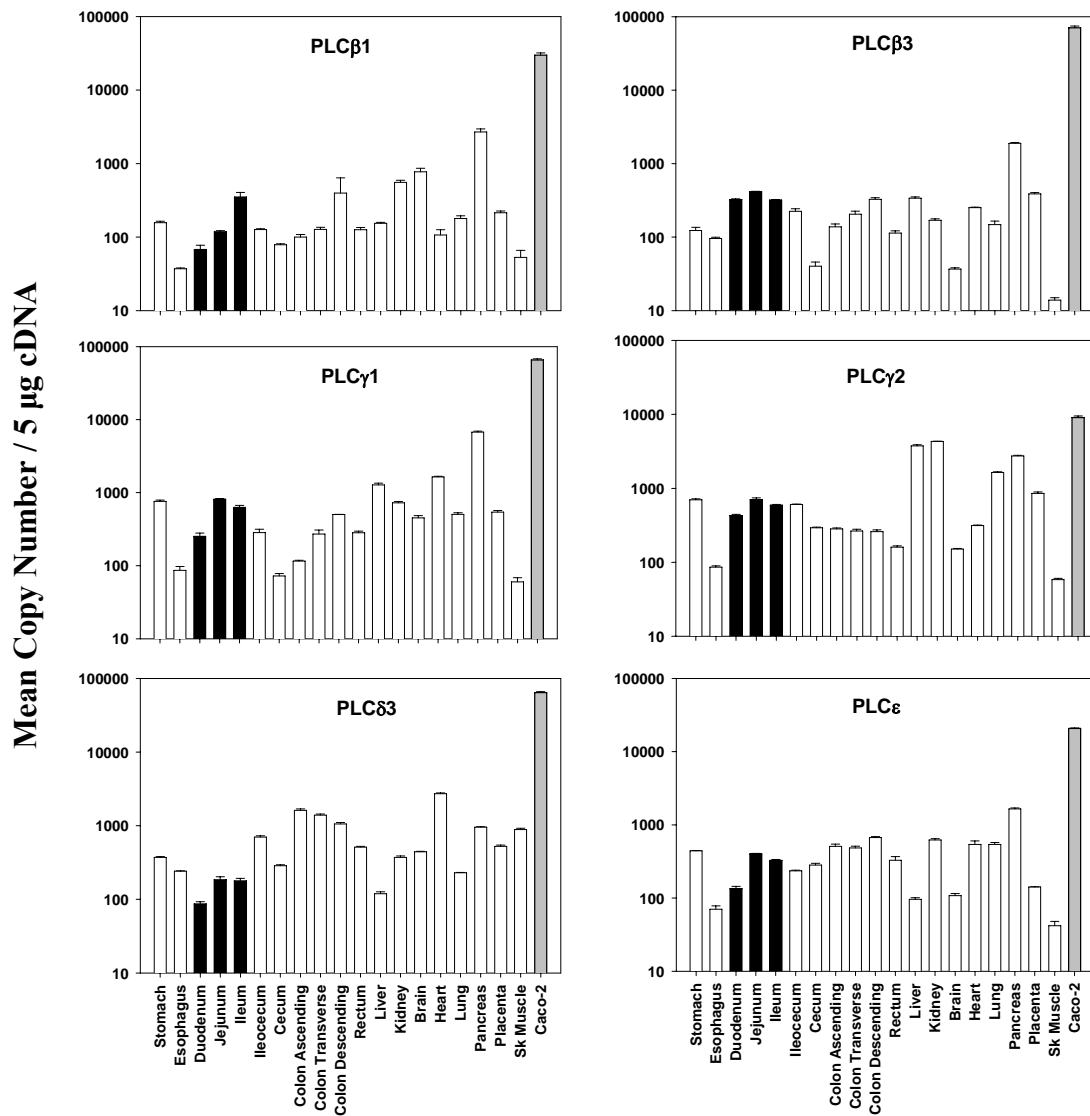 Mean Copy Number / 5 µg cDNA
PLCβ1
100000
10000
1000
100
10
PLCβ3
100000
10000
1000
100
10
PLCγ1
100000
10000
1000
100
10
PLCγ2
100000
10000
1000
100
10
PLCδ3
100000
10000
1000
100
10
Stomach
Esophagus
Duodenum
Jejunum
Ileum
Ileocecum
Cecum
Colon Ascending
Colon Transverse
Colon Descending
Rectum
Liver
Kidney
Brain
Heart
Lung
Pancreas
Placenta
Sk Muscle
Caco-2
PLCε
100000
10000
1000
100
10
Stomach
Esophagus
Duodenum
Jejunum
Ileum
Ileocecum
Cecum
Colon Ascending
Colon Transverse
Colon Descending
Rectum
Liver
Kidney
Brain
Heart
Lung
Pancreas
Placenta
Sk Muscle
Caco-2